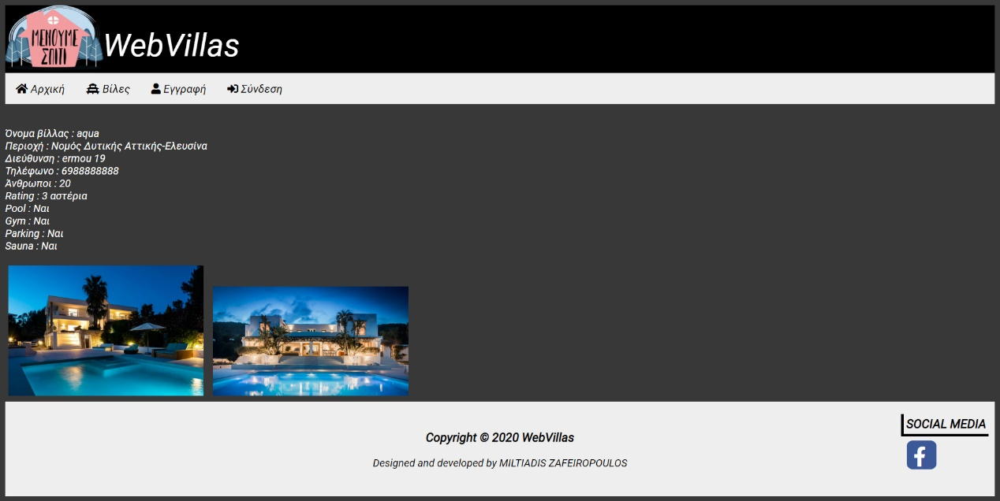 ΜΕΝΟΥΜΕ
ΣΠΙΤΙ
WebVillas
Αρχική Βίλες Εγγραφή Σύνδεση
Όνομα βίλλας : aqua
Περιοχή : Νομός Δυτικής Αττικής-Ελευσίνα
Διεύθυνση : ermou 19
Τηλέφωνο : 6988888888
Άνθρωποι : 20
Rating : 3 αστέρια
Pool : Ναι
Gym : Ναι
Parking : Ναι
Sauna : Ναι
SOCIAL MEDIA
Copyright © 2020 WebVillas
Designed and developed by MILTIADIS ZAFEIROPOULOS